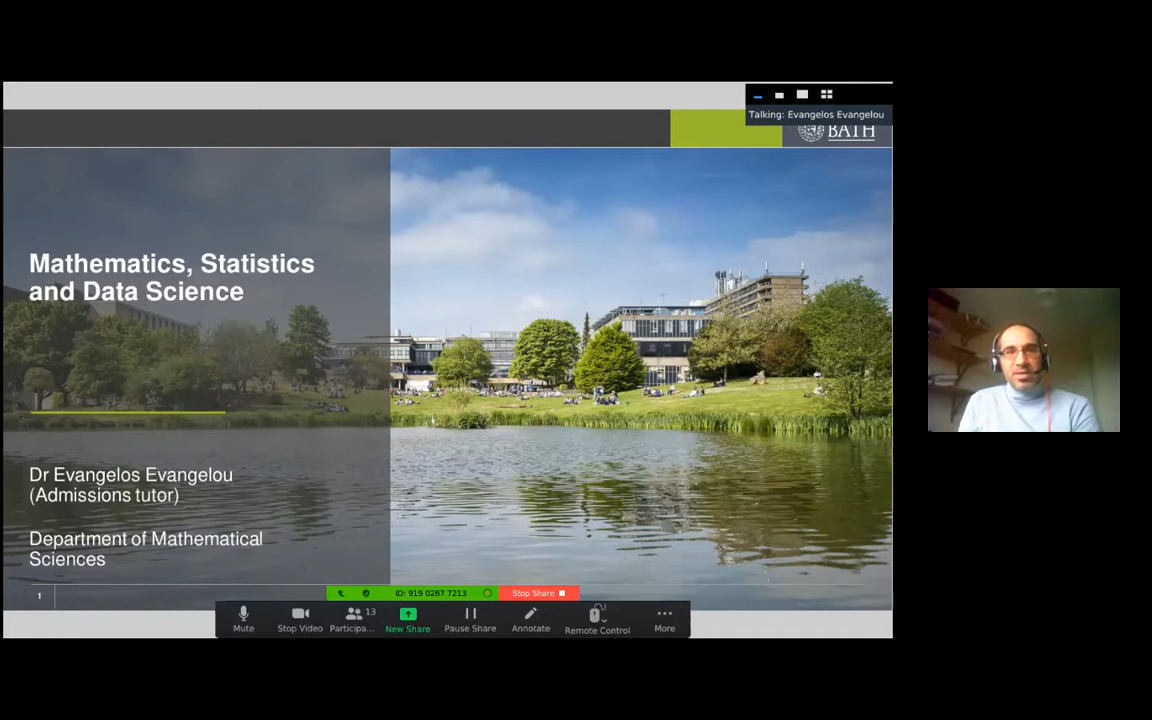 Talking: Evangelos Evangelou
BATH
Mathematics, Statistics
and Data Science
Dr Evangelos Evangelou
(Admissions tutor)
Department of Mathematical
Sciences
1
ID: 919 0267 7213
Stop Share
13
Mute
Stop Video
Participa...
New Share
Pause Share
Annotate
Remote Control
More